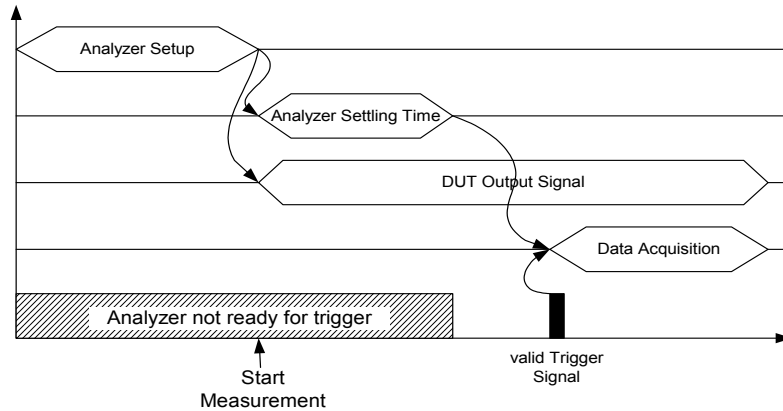 Analyzer Setup
Analyzer Settling Time
DUT Output Signal
Data Acquisition
Analyzer not ready for trigger
valid Trigger
Signal
Start
Measurement